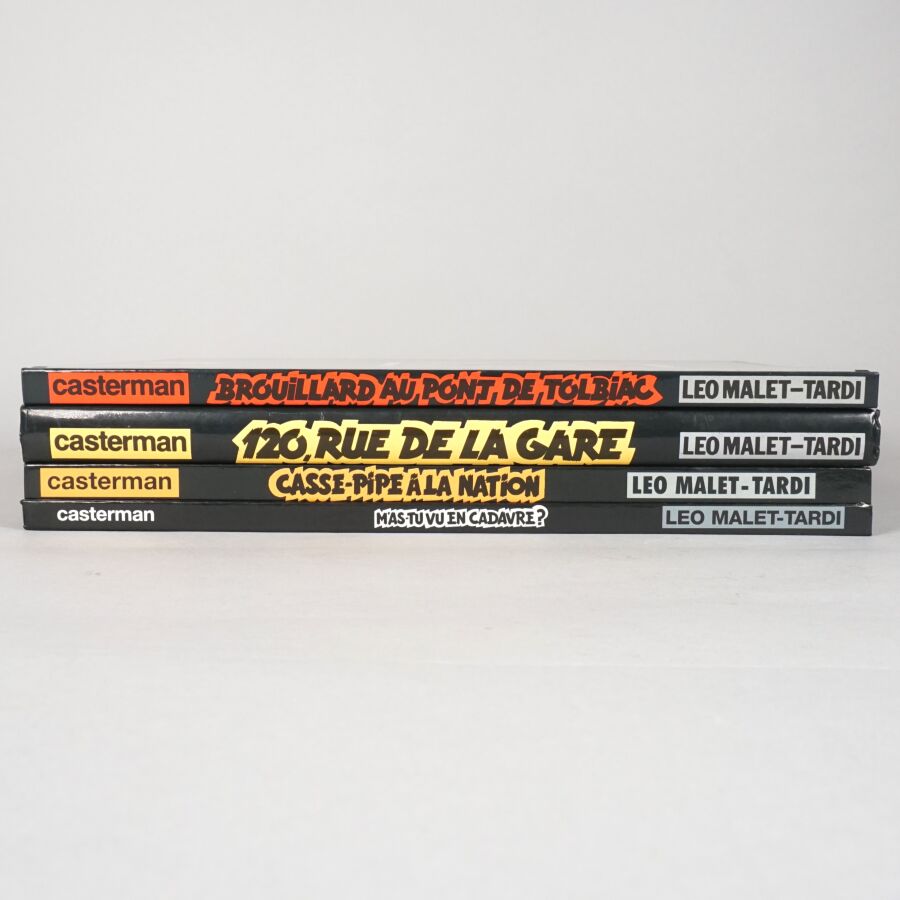 casterman BROUILLARD AU PONT DE TOLBIAC LEO MALET-TARDI
casterman 120, RUE DE LA GARE LEO MALET-TARDI
casterman CASSE-PIPE À LA NATION LEO MALET-TARDI
casterman M'AS-TU VU EN CADAVRE? LEO MALET-TARDI